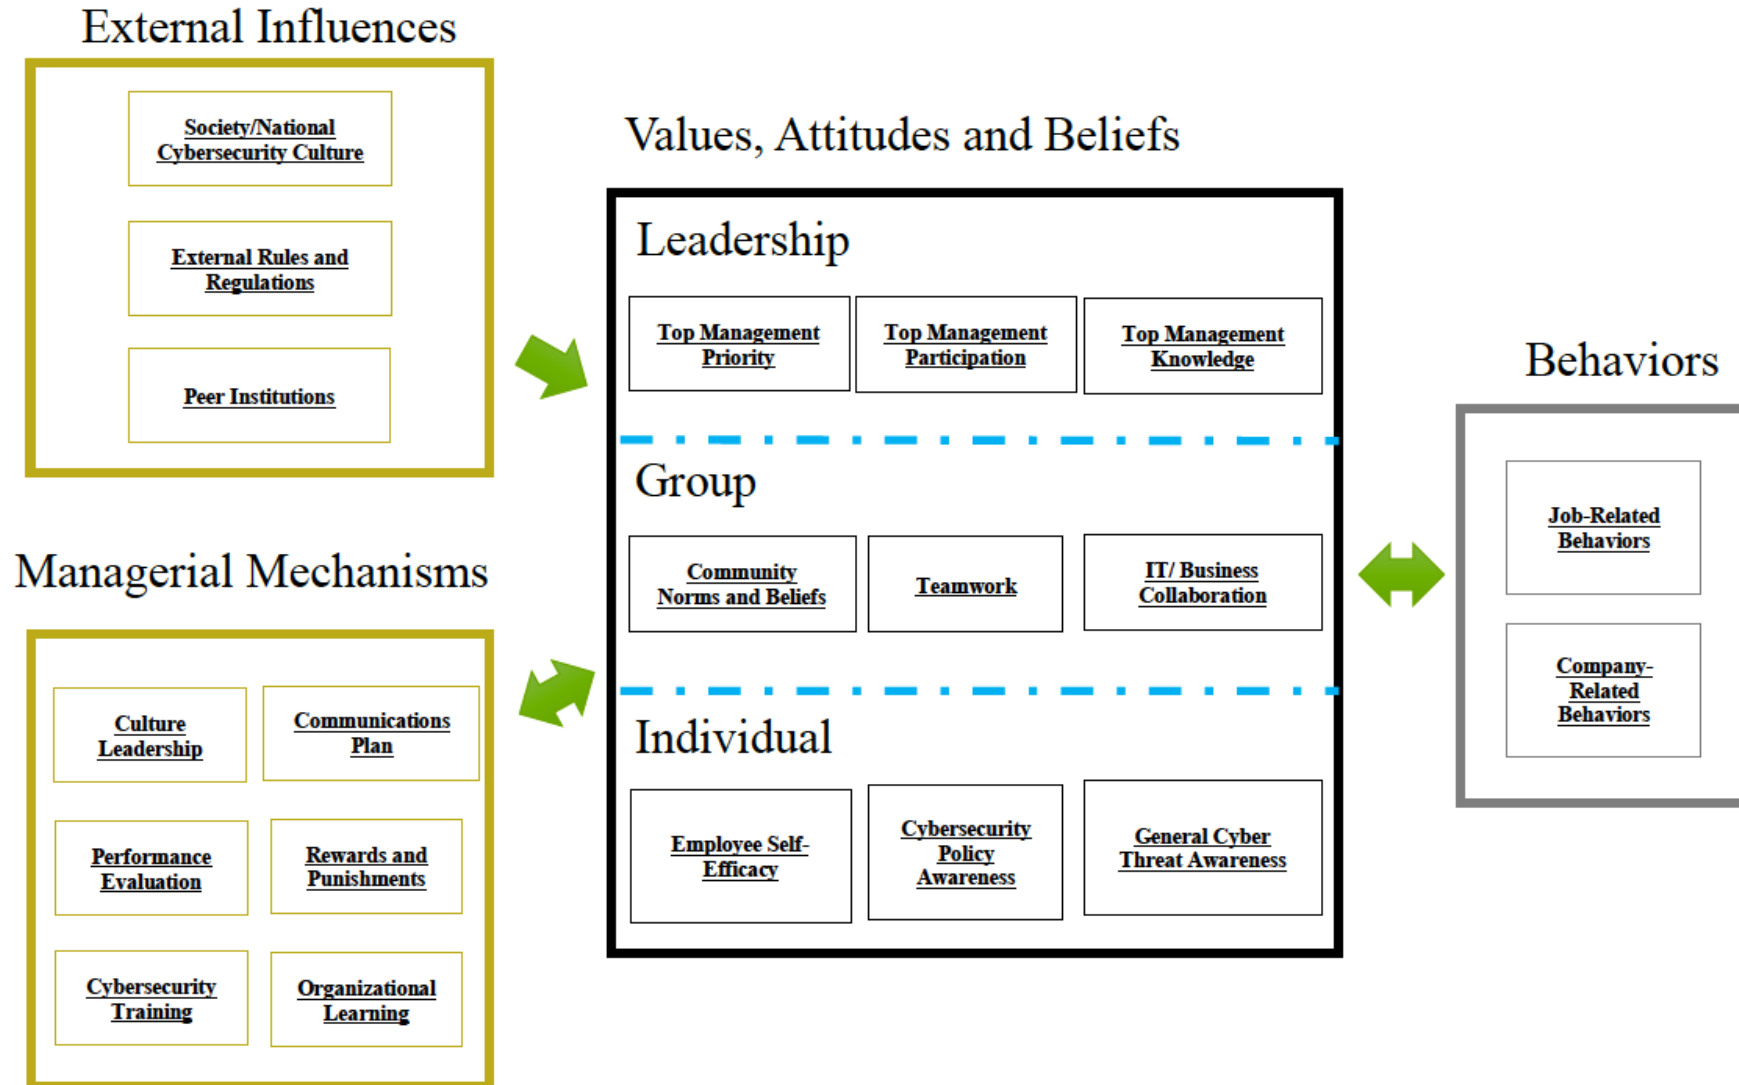 External Influences
Society/National
Cybersecurity Culture
External Rules and
Regulations
Peer Institutions
Managerial Mechanisms
Culture
Leadership
Communications
Plan
Performance
Evaluation
Rewards and
Punishments
Cybersecurity
Training
Organizational
Learning
Values, Attitudes and Beliefs
Leadership
Top Management
Priority
Top Management
Participation
Top Management
Knowledge
Group
Community
Norms and Beliefs
Teamwork
IT/ Business
Collaboration
Individual
Employee Self-
Efficacy
Cybersecurity
Policy
Awareness
General Cyber
Threat Awareness
Behaviors
Job-Related
Behaviors
Company-
Related
Behaviors